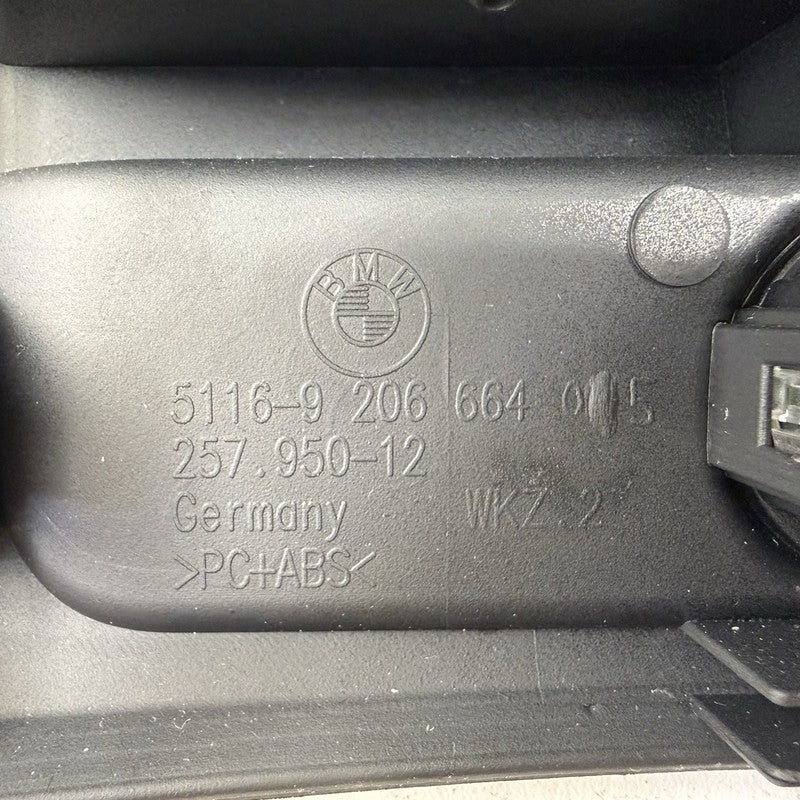 BMW
5116-9 206 664
257.950-12
Germany WKZ.2
>PC+ABS<